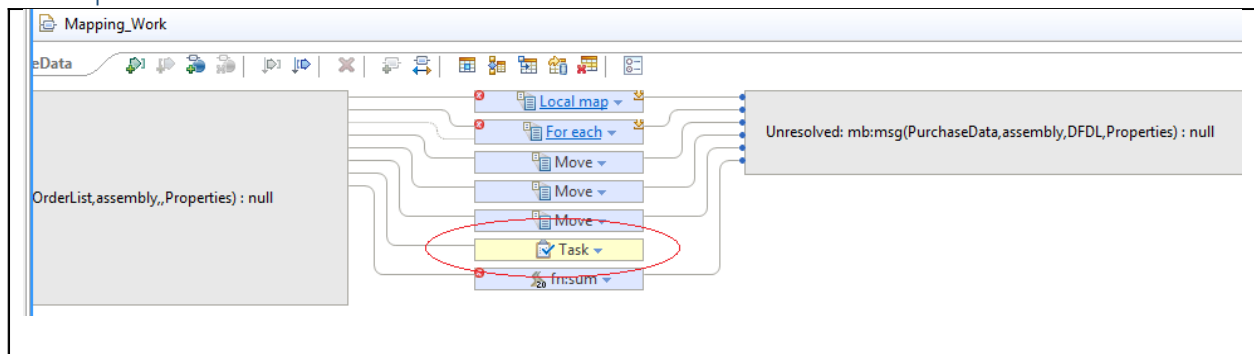 Mapping_Work
eData
Local map
For each
Move
Move
Move
Task
fn:sum
OrderList,assembly,,Properties) : null
Unresolved: mb:msg(PurchaseData,assembly,DFDL,Properties) : null